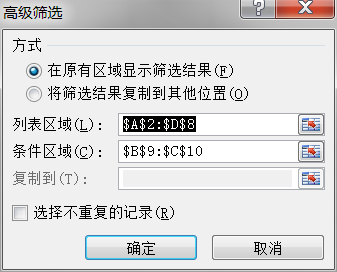 高级筛选
方式
在原有区域显示筛选结果(F)
将筛选结果复制到其他位置(O)
列表区域(L): $A$2:$D$8
条件区域(C): $B$9:$C$10
复制到(T):
选择不重复的记录(R)
确定 取消